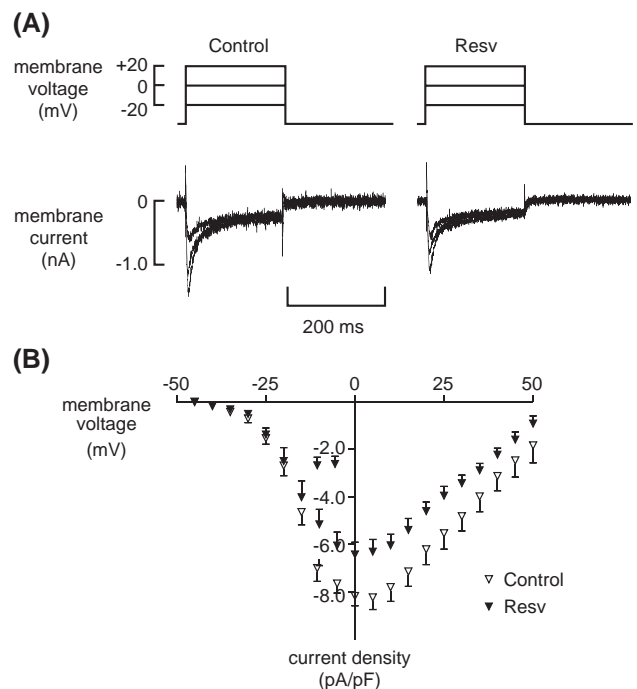 (A)
Control
Resv
membrane
voltage
(mV)
+20
0
-20
membrane
current
(nA)
0
-1.0
200 ms
(B)
-50
-25
0
25
50
membrane
voltage
(mV)
-2.0
-4.0
-6.0
-8.0
Control
Resv
current density
(pA/pF)